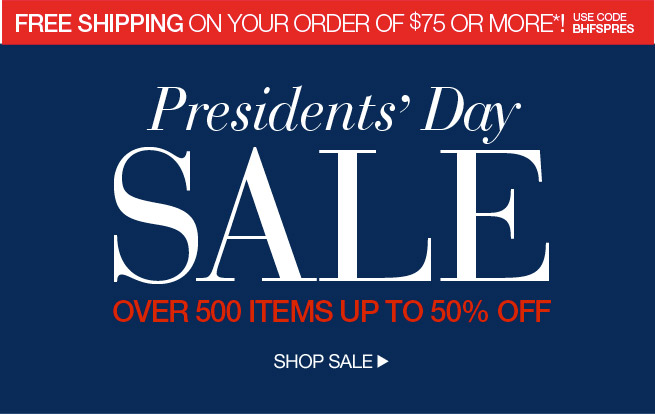 FREE SHIPPING ON YOUR ORDER OF $75 OR MORE*! USE CODE BHFSPRES
Presidents' Day
SALE
OVER 500 ITEMS UP TO 50% OFF
SHOP SALE ▶